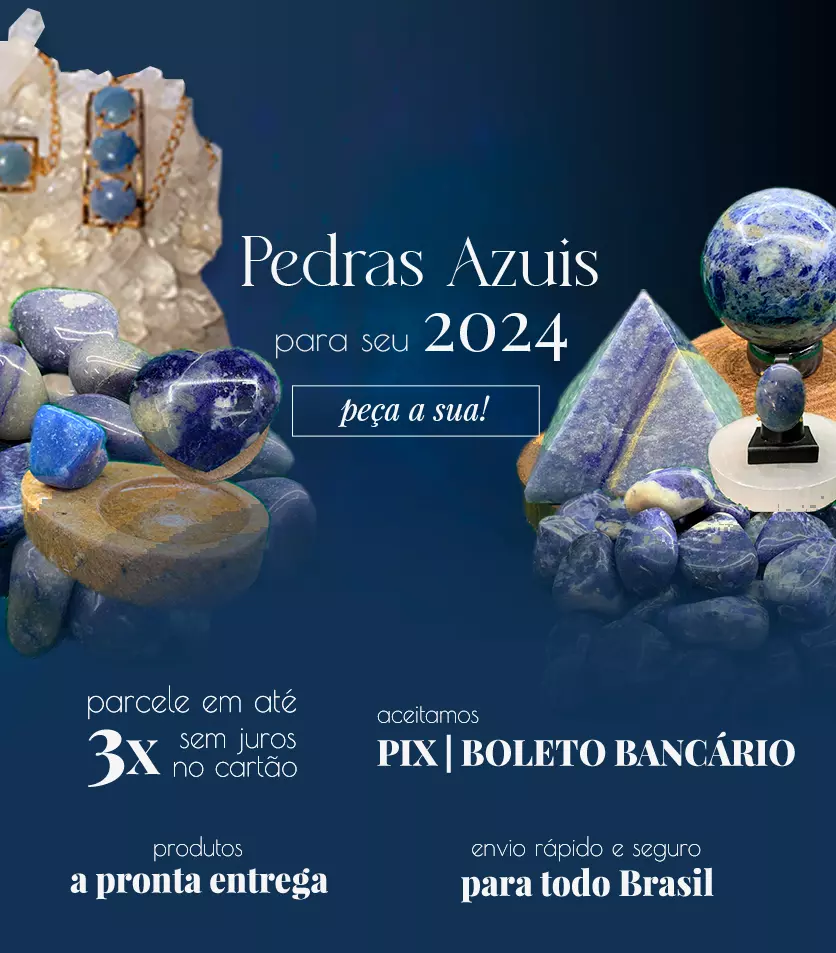 Pedras Azuis
para seu 2024
peça a sua!
parcele em até
3x sem juros
no cartão
aceitamos
PIX | BOLETO BANCÁRIO
produtos
a pronta entrega
envio rápido e seguro
para todo Brasil